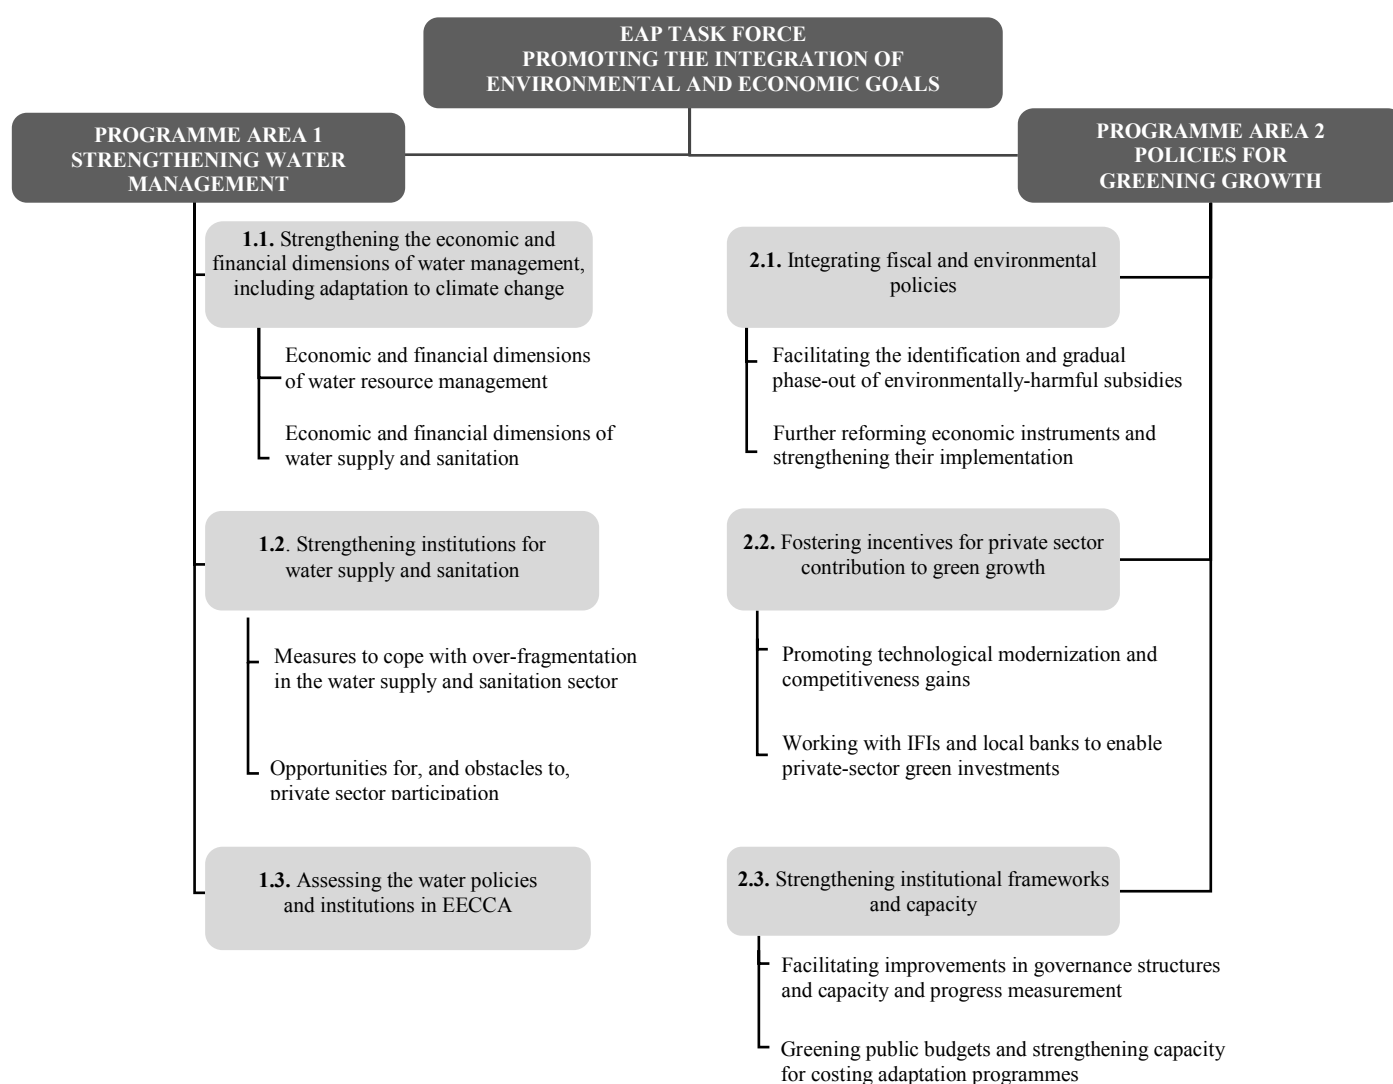 EAP TASK FORCE
PROMOTING THE INTEGRATION OF
ENVIRONMENTAL AND ECONOMIC GOALS
PROGRAMME AREA 1
STRENGTHENING WATER
MANAGEMENT
1.1. Strengthening the economic and
financial dimensions of water management,
including adaptation to climate change
Economic and financial dimensions
of water resource management
Economic and financial dimensions of
water supply and sanitation
1.2. Strengthening institutions for
water supply and sanitation
Measures to cope with over-fragmentation
in the water supply and sanitation sector
Opportunities for, and obstacles to,
private sector participation
1.3. Assessing the water policies
and institutions in EECCA
PROGRAMME AREA 2
POLICIES FOR
GREENING GROWTH
2.1. Integrating fiscal and environmental
policies
Facilitating the identification and gradual
phase-out of environmentally-harmful subsidies
Further reforming economic instruments and
strengthening their implementation
2.2. Fostering incentives for private sector
contribution to green growth
Promoting technological modernization and
competitiveness gains
Working with IFIs and local banks to enable
private-sector green investments
2.3. Strengthening institutional frameworks
and capacity
Facilitating improvements in governance structures
and capacity and progress measurement
Greening public budgets and strengthening capacity
for costing adaptation programmes